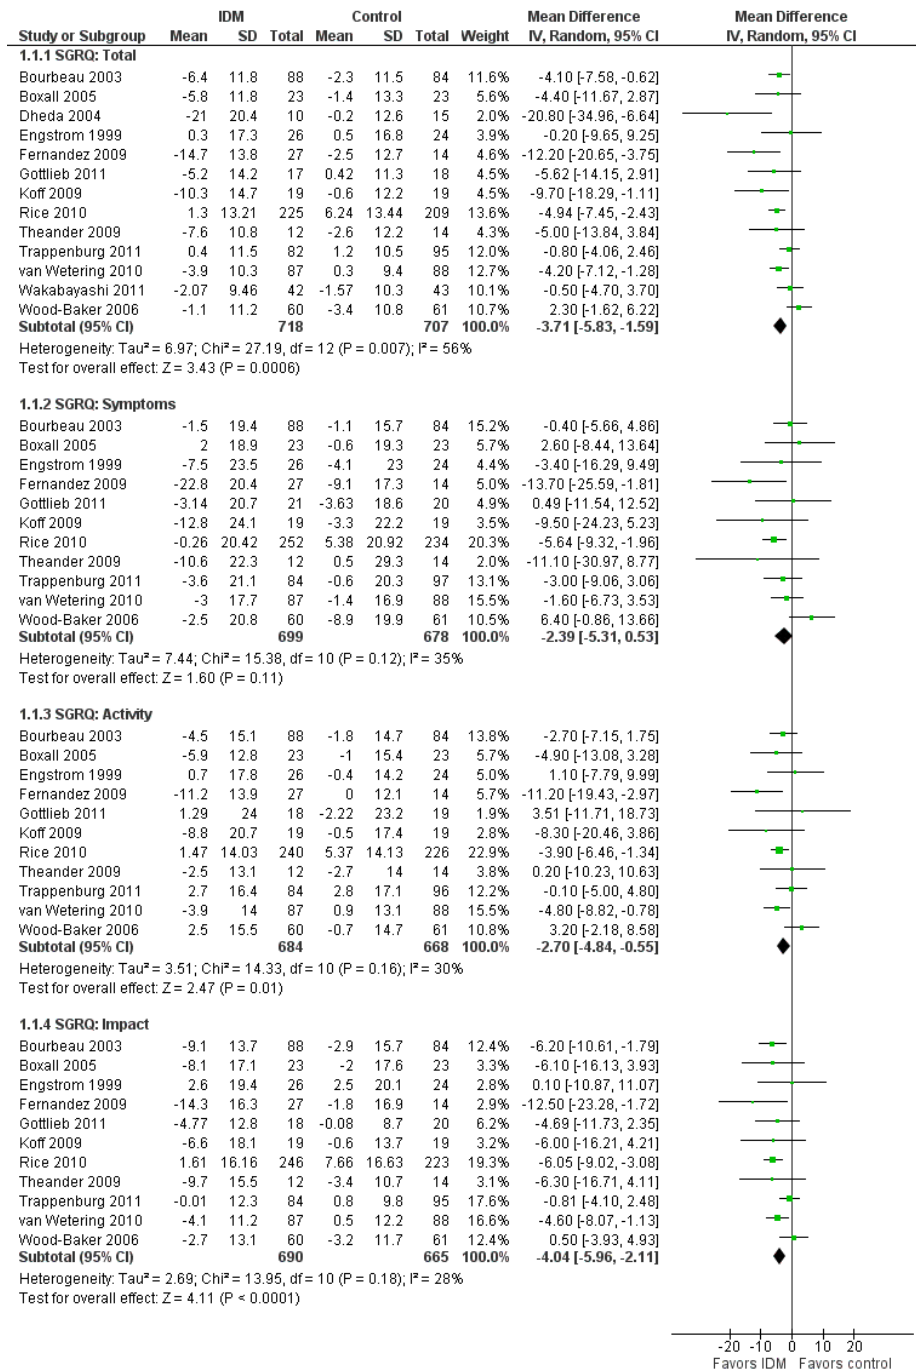 IDM Control Mean Difference Mean Difference
Study or Subgroup Mean SD Total Mean SD Total Weight IV, Random, 95% CI IV, Random, 95% CI
1.1.1 SGRQ: Total
Bourbeau 2003 -6.4 11.8 88 -2.3 11.5 84 11.6% -4.10 [-7.58, -0.62]
Boxall 2005 -5.8 11.8 23 -1.4 13.3 23 5.6% -4.40 [-11.67, 2.87]
Dheda 2004 -21 20.4 10 -0.2 12.6 15 2.0% -20.80 [-34.96, -6.64]
Engstrom 1999 0.3 17.3 26 0.5 16.8 24 3.9% -0.20 [-9.65, 9.25]
Fernandez 2009 -14.7 13.8 27 -2.5 12.7 14 4.6% -12.20 [-20.65, -3.75]
Gottlieb 2011 -5.2 14.2 17 0.42 11.3 18 4.5% -5.62 [-14.15, 2.91]
Koff 2009 -10.3 14.7 19 -0.6 12.2 19 4.5% -9.70 [-18.29, -1.11]
Rice 2010 1.3 13.21 225 6.24 13.44 209 13.6% -4.94 [-7.45, -2.43]
Theander 2009 -7.6 10.8 12 -2.6 12.2 14 4.3% -5.00 [-13.84, 3.84]
Trappenburg 2011 0.4 11.5 82 1.2 10.5 95 12.0% -0.80 [-4.06, 2.46]
van Wetering 2010 -3.9 10.3 87 0.3 9.4 88 12.7% -4.20 [-7.12, -1.28]
Wakabayashi 2011 -2.07 9.46 42 -1.57 10.3 43 10.1% -0.50 [-4.70, 3.70]
Wood-Baker 2006 -1.1 11.2 60 -3.4 10.8 61 10.7% 2.30 [-1.62, 6.22]
Subtotal (95% CI) 718 707 100.0% -3.71 [-5.83, -1.59]
Heterogeneity: Tau² = 6.97; Chi² = 27.19, df = 12 (P = 0.007); I² = 56%
Test for overall effect: Z = 3.43 (P = 0.0006)
1.1.2 SGRQ: Symptoms
Bourbeau 2003 -1.5 19.4 88 -1.1 15.7 84 15.2% -0.40 [-5.66, 4.86]
Boxall 2005 2 18.9 23 -0.6 19.3 23 5.7% 2.60 [-8.44, 13.64]
Engstrom 1999 -7.5 23.5 26 -4.1 23 24 4.4% -3.40 [-16.29, 9.49]
Fernandez 2009 -22.8 20.4 27 -9.1 17.3 14 5.0% -13.70 [-25.59, -1.81]
Gottlieb 2011 -3.14 20.7 21 -3.63 18.6 20 4.9% 0.49 [-11.54, 12.52]
Koff 2009 -12.8 24.1 19 -3.3 22.2 19 3.5% -9.50 [-24.23, 5.23]
Rice 2010 -0.26 20.42 252 5.38 20.92 234 20.3% -5.64 [-9.32, -1.96]
Theander 2009 -10.6 22.3 12 0.5 29.3 14 2.0% -11.10 [-30.97, 8.77]
Trappenburg 2011 -3.6 21.1 84 -0.6 20.3 97 13.1% -3.00 [-9.06, 3.06]
van Wetering 2010 -3 17.7 87 -1.4 16.9 88 15.5% -1.60 [-6.73, 3.53]
Wood-Baker 2006 -2.5 20.8 60 -8.9 19.9 61 10.5% 6.40 [-0.86, 13.66]
Subtotal (95% CI) 699 678 100.0% -2.39 [-5.31, 0.53]
Heterogeneity: Tau² = 7.44; Chi² = 15.38, df = 10 (P = 0.12); I² = 35%
Test for overall effect: Z = 1.60 (P = 0.11)
1.1.3 SGRQ: Activity
Bourbeau 2003 -4.5 15.1 88 -1.8 14.7 84 13.8% -2.70 [-7.15, 1.75]
Boxall 2005 -5.9 12.8 23 -1 15.4 23 5.7% -4.90 [-13.08, 3.28]
Engstrom 1999 0.7 17.8 26 -0.4 14.2 24 5.0% 1.10 [-7.79, 9.99]
Fernandez 2009 -11.2 13.9 27 0 12.1 14 5.7% -11.20 [-19.43, -2.97]
Gottlieb 2011 1.29 24 18 -2.22 23.2 19 1.9% 3.51 [-11.71, 18.73]
Koff 2009 -8.8 20.7 19 -0.5 17.4 19 2.8% -8.30 [-20.46, 3.86]
Rice 2010 1.47 14.03 240 5.37 14.13 226 22.9% -3.90 [-6.46, -1.34]
Theander 2009 -2.5 13.1 12 -2.7 14 14 3.8% 0.20 [-10.23, 10.63]
Trappenburg 2011 2.7 16.4 84 2.8 17.1 96 12.2% -0.10 [-5.00, 4.80]
van Wetering 2010 -3.9 14 87 0.9 13.1 88 15.5% -4.80 [-8.82, -0.78]
Wood-Baker 2006 2.5 15.5 60 -0.7 14.7 61 10.8% 3.20 [-2.18, 8.58]
Subtotal (95% CI) 684 668 100.0% -2.70 [-4.84, -0.55]
Heterogeneity: Tau² = 3.51; Chi² = 14.33, df = 10 (P = 0.16); I² = 30%
Test for overall effect: Z = 2.47 (P = 0.01)
1.1.4 SGRQ: Impact
Bourbeau 2003 -9.1 13.7 88 -2.9 15.7 84 12.4% -6.20 [-10.61, -1.79]
Boxall 2005 -8.1 17.1 23 -2 17.6 23 3.3% -6.10 [-16.13, 3.93]
Engstrom 1999 2.6 19.4 26 2.5 20.1 24 2.8% 0.10 [-10.87, 11.07]
Fernandez 2009 -14.3 16.3 27 -1.8 16.9 14 2.9% -12.50 [-23.28, -1.72]
Gottlieb 2011 -4.77 12.8 18 -0.08 8.7 20 6.2% -4.69 [-11.73, 2.35]
Koff 2009 -6.6 18.1 19 -0.6 13.7 19 3.2% -6.00 [-16.21, 4.21]
Rice 2010 1.61 16.16 246 7.66 16.63 223 19.3% -6.05 [-9.02, -3.08]
Theander 2009 -9.7 15.5 12 -3.4 10.7 14 3.1% -6.30 [-16.71, 4.11]
Trappenburg 2011 -0.01 12.3 84 0.8 9.8 95 17.6% -0.81 [-4.10, 2.48]
van Wetering 2010 -4.1 11.2 87 0.5 12.2 88 16.6% -4.60 [-8.07, -1.13]
Wood-Baker 2006 -2.7 13.1 60 -3.2 11.7 61 12.4% 0.50 [-3.93, 4.93]
Subtotal (95% CI) 690 665 100.0% -4.04 [-5.96, -2.11]
Heterogeneity: Tau² = 2.69; Chi² = 13.95, df = 10 (P = 0.18); I² = 28%
Test for overall effect: Z = 4.11 (P < 0.0001)
-20 -10 0 10 20
Favors IDM Favors control